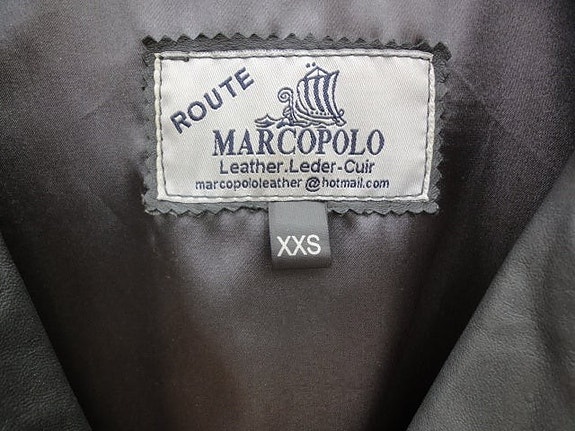 ROUTE
MARCOPOLO
Leather.Leder-Cuir
marcopololeather@hotmail.com
XXS